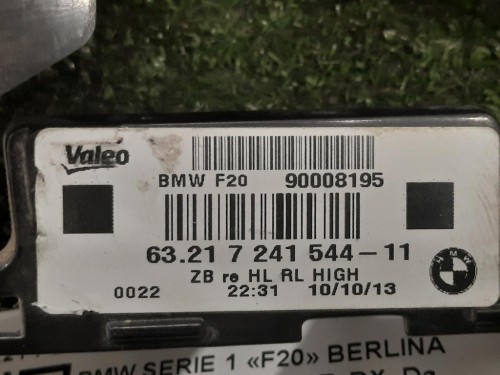 Valeo
BMW F20 90008195
63.21 7 241 544-11
BMW
ZB re HL RL HIGH
0022 22:31 10/10/13
BMW SERIE 1 «F20» BERLINA